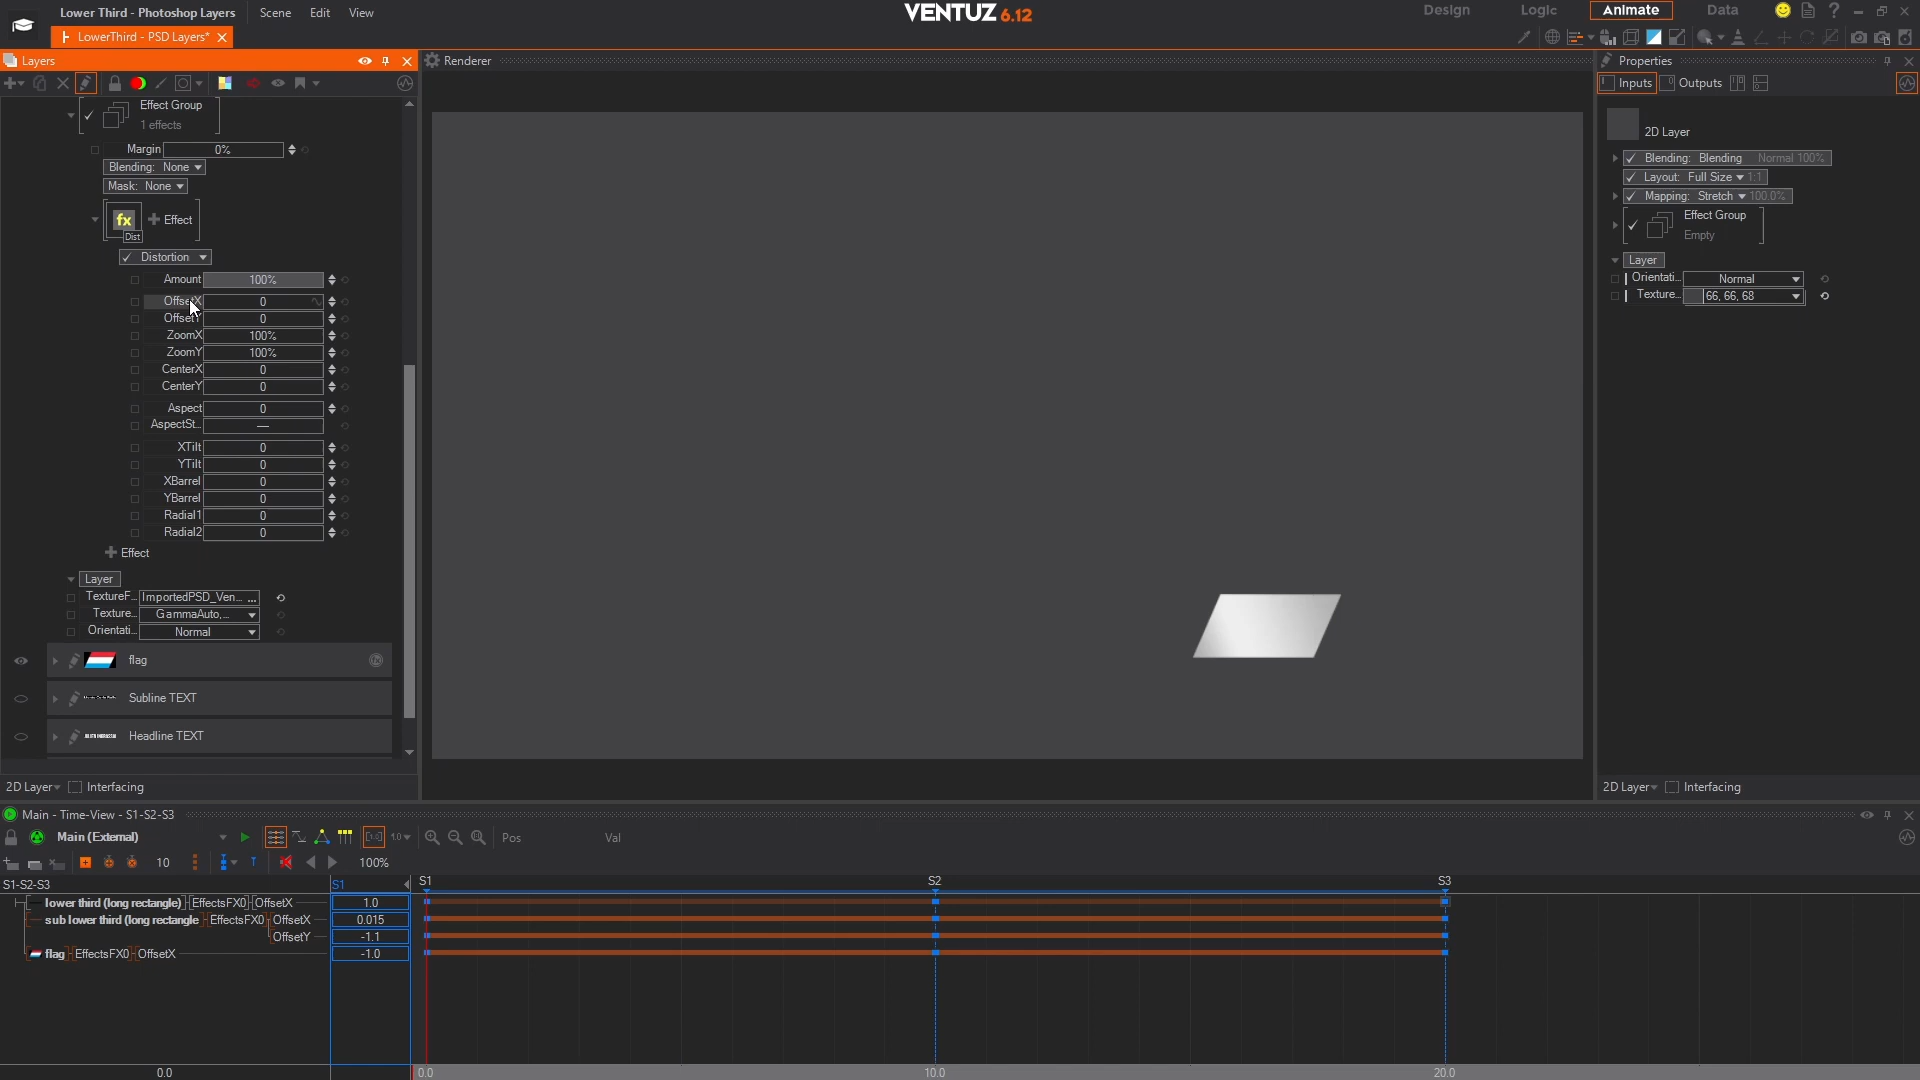 Lower Third - Photoshop Layers Scene Edit View VENTUZ 6.12 Design Logic Animate Data
LowerThird - PSD Layers*
Layers
Renderer
Properties
Inputs Outputs
Effect Group
1 effects
Margin 0%
Blending: None
Mask: None
fx Effect
Dist
Distortion
Amount 100%
OffsetX 0
OffsetY 0
ZoomX 100%
ZoomY 100%
CenterX 0
CenterY 0
Aspect 0
AspectSt... —
XTilt 0
YTilt 0
XBarrel 0
YBarrel 0
Radial1 0
Radial2 0
Effect
Layer
TextureF... ImportedPSD_Ven... ...
Texture... GammaAuto,...
Orientati... Normal
flag
Subline TEXT
Headline TEXT
2D Layer Interfacing
2D Layer
Blending: Blending Normal 100%
Layout: Full Size 1:1
Mapping: Stretch 100.0%
Effect Group
Empty
Layer
Orientati... Normal
Texture... 66, 66, 68
2D Layer Interfacing
Main - Time-View - S1-S2-S3
Main (External) 1.0 Pos Val
10 100%
S1-S2-S3 S1 S1 S2 S3
lower third (long rectangle) EffectsFX0 OffsetX 1.0
sub lower third (long rectangle EffectsFX0 OffsetX 0.015
OffsetY -1.1
flag EffectsFX0 OffsetX -1.0
0.0 0.0 10.0 20.0